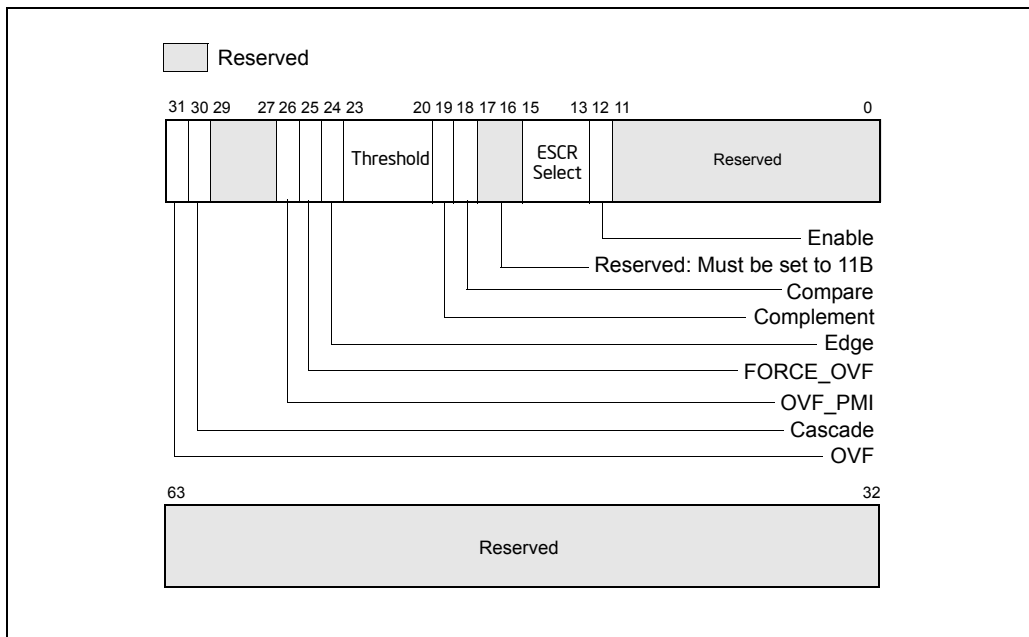 Reserved
31 30 29 27 26 25 24 23 20 19 18 17 16 15 13 12 11 0
Threshold
ESCR
Select
Reserved
Enable
Reserved: Must be set to 11B
Compare
Complement
Edge
FORCE_OVF
OVF_PMI
Cascade
OVF
63 32
Reserved